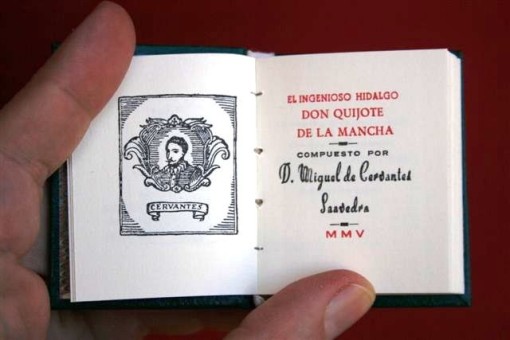 CERVANTES
EL INGENIOSO HIDALGO
DON QUIJOTE
DE LA MANCHA
COMPUESTO POR
D. Miguel de Cervantes
Saavedra
MMV